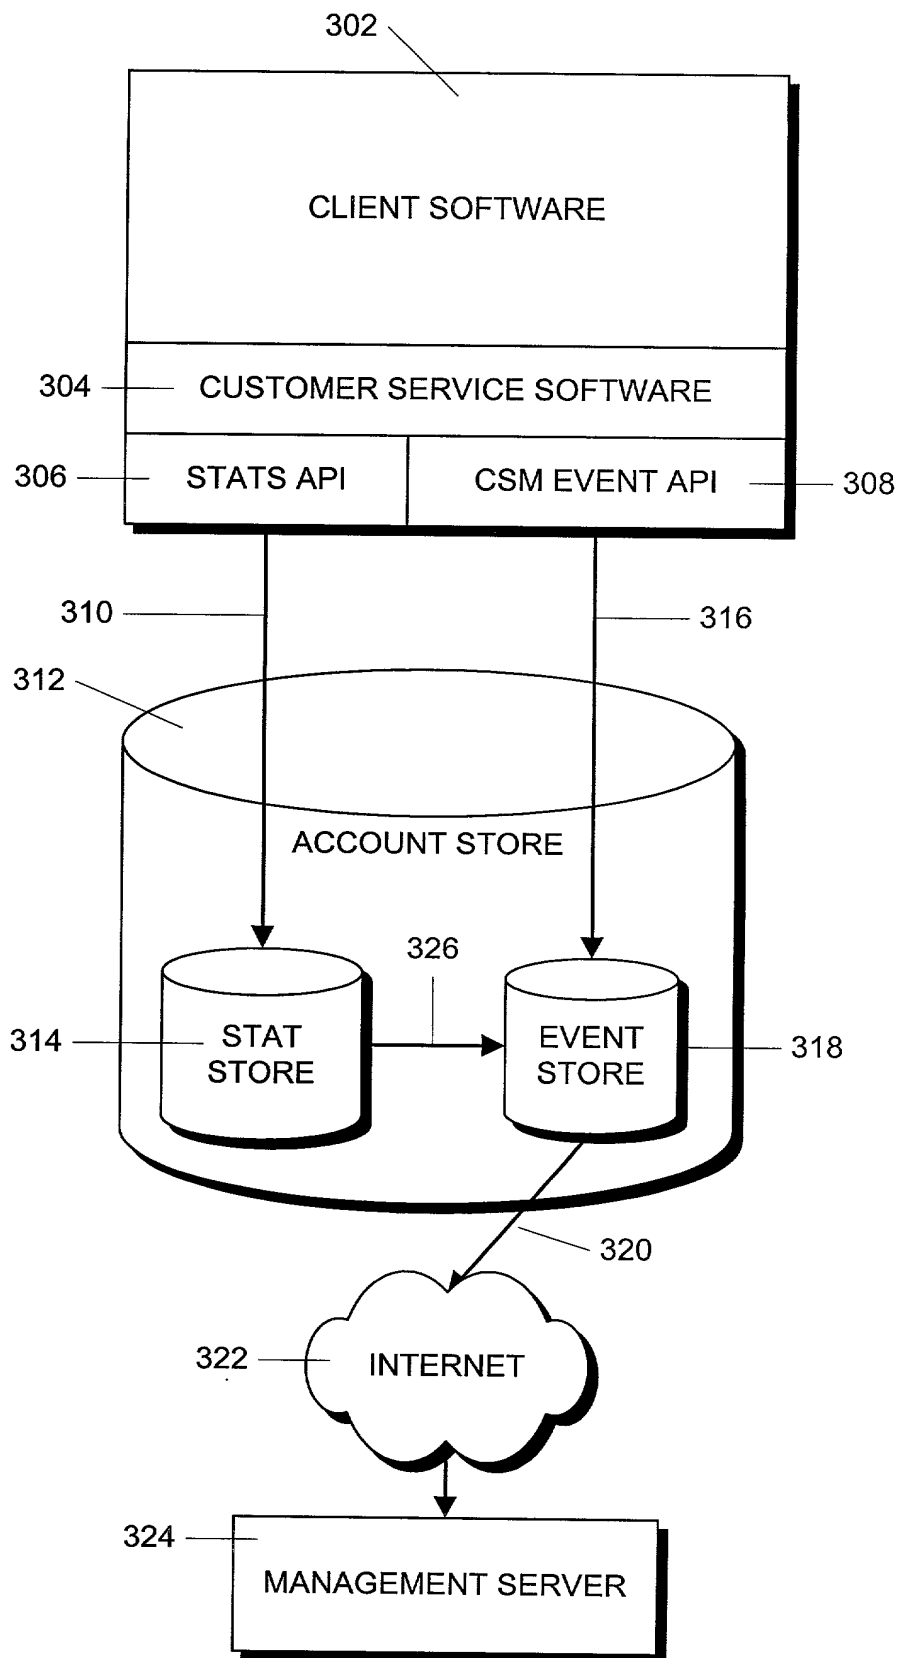 302
CLIENT SOFTWARE
304
CUSTOMER SERVICE SOFTWARE
306
STATS API
CSM EVENT API
308
310
316
312
ACCOUNT STORE
326
314
STAT
STORE
EVENT
STORE
318
320
322
INTERNET
324
MANAGEMENT SERVER